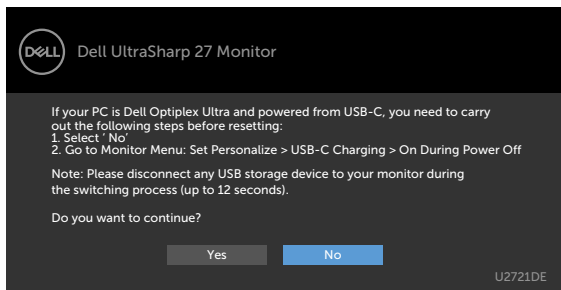 DELL
Dell UltraSharp 27 Monitor
If your PC is Dell Optiplex Ultra and powered from USB-C, you need to carry
out the following steps before resetting:
1. Select ‘ No’
2. Go to Monitor Menu: Set Personalize > USB-C Charging > On During Power Off
Note: Please disconnect any USB storage device to your monitor during
the switching process (up to 12 seconds).
Do you want to continue?
Yes
No
U2721DE